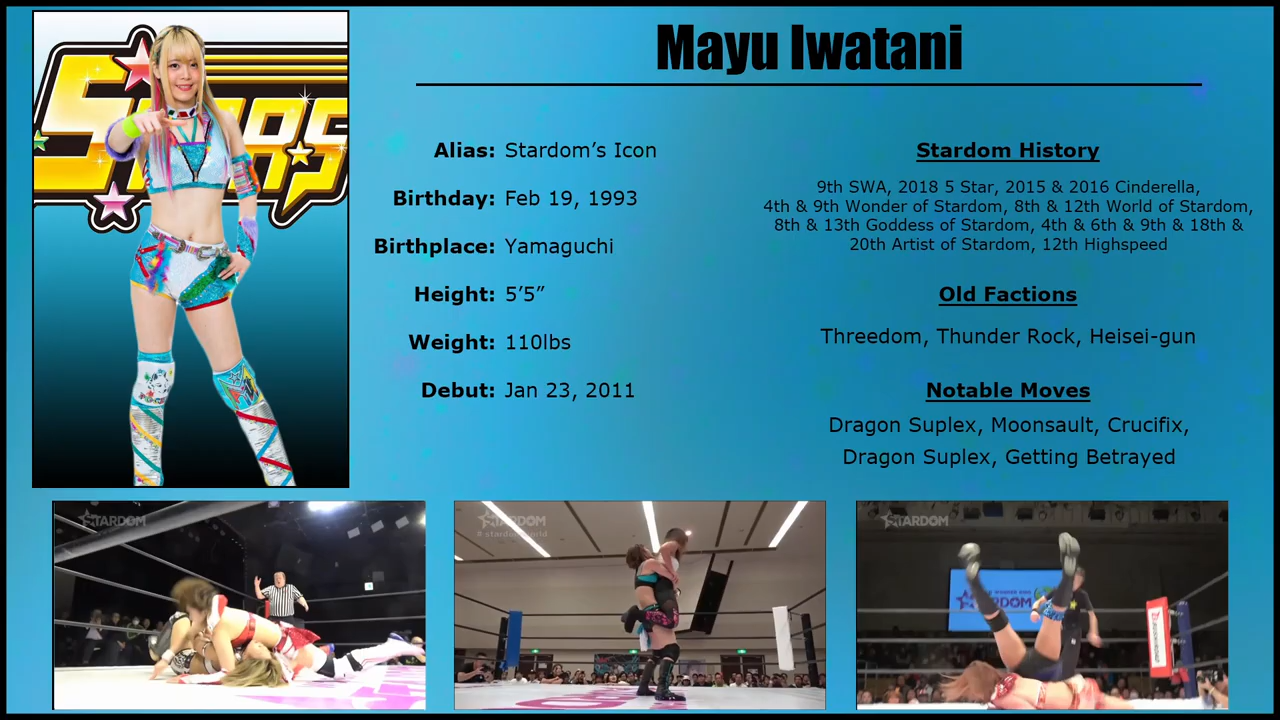 Mayu Iwatani
STARS
Alias: Stardom’s Icon
Birthday: Feb 19, 1993
Birthplace: Yamaguchi
Height: 5’5”
Weight: 110lbs
Debut: Jan 23, 2011
Stardom History
9th SWA, 2018 5 Star, 2015 & 2016 Cinderella,
4th & 9th Wonder of Stardom, 8th & 12th World of Stardom,
8th & 13th Goddess of Stardom, 4th & 6th & 9th & 18th &
20th Artist of Stardom, 12th Highspeed
Old Factions
Threedom, Thunder Rock, Heisei-gun
Notable Moves
Dragon Suplex, Moonsault, Crucifix,
Dragon Suplex, Getting Betrayed
STARDOM
STARDOM
# stardomworld
STARDOM
STARDOM